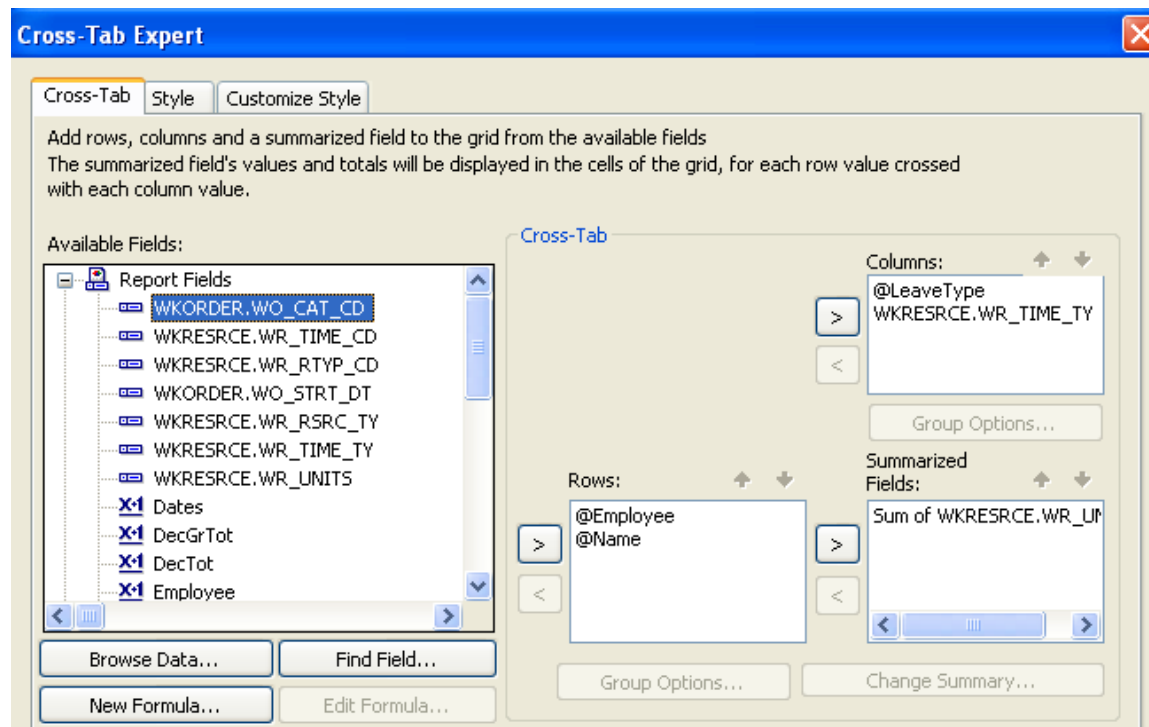 Cross-Tab Expert
Cross-Tab
Style
Customize Style
Add rows, columns and a summarized field to the grid from the available fields
The summarized field's values and totals will be displayed in the cells of the grid, for each row value crossed
with each column value.
Available Fields:
Report Fields
WKORDER.WO_CAT_CD
WKRESRCE.WR_TIME_CD
WKRESRCE.WR_RTYP_CD
WKORDER.WO_STRT_DT
WKRESRCE.WR_RSRC_TY
WKRESRCE.WR_TIME_TY
WKRESRCE.WR_UNITS
X+1 Dates
X+1 DecGrTot
X+1 DecTot
X+1 Employee
Browse Data...
Find Field...
New Formula...
Edit Formula...
Cross-Tab
Columns:
@LeaveType
WKRESRCE.WR_TIME_TY
>
<
Group Options...
Rows:
@Employee
@Name
>
<
Group Options...
Summarized
Fields:
Sum of WKRESRCE.WR_UN
>
<
Change Summary...